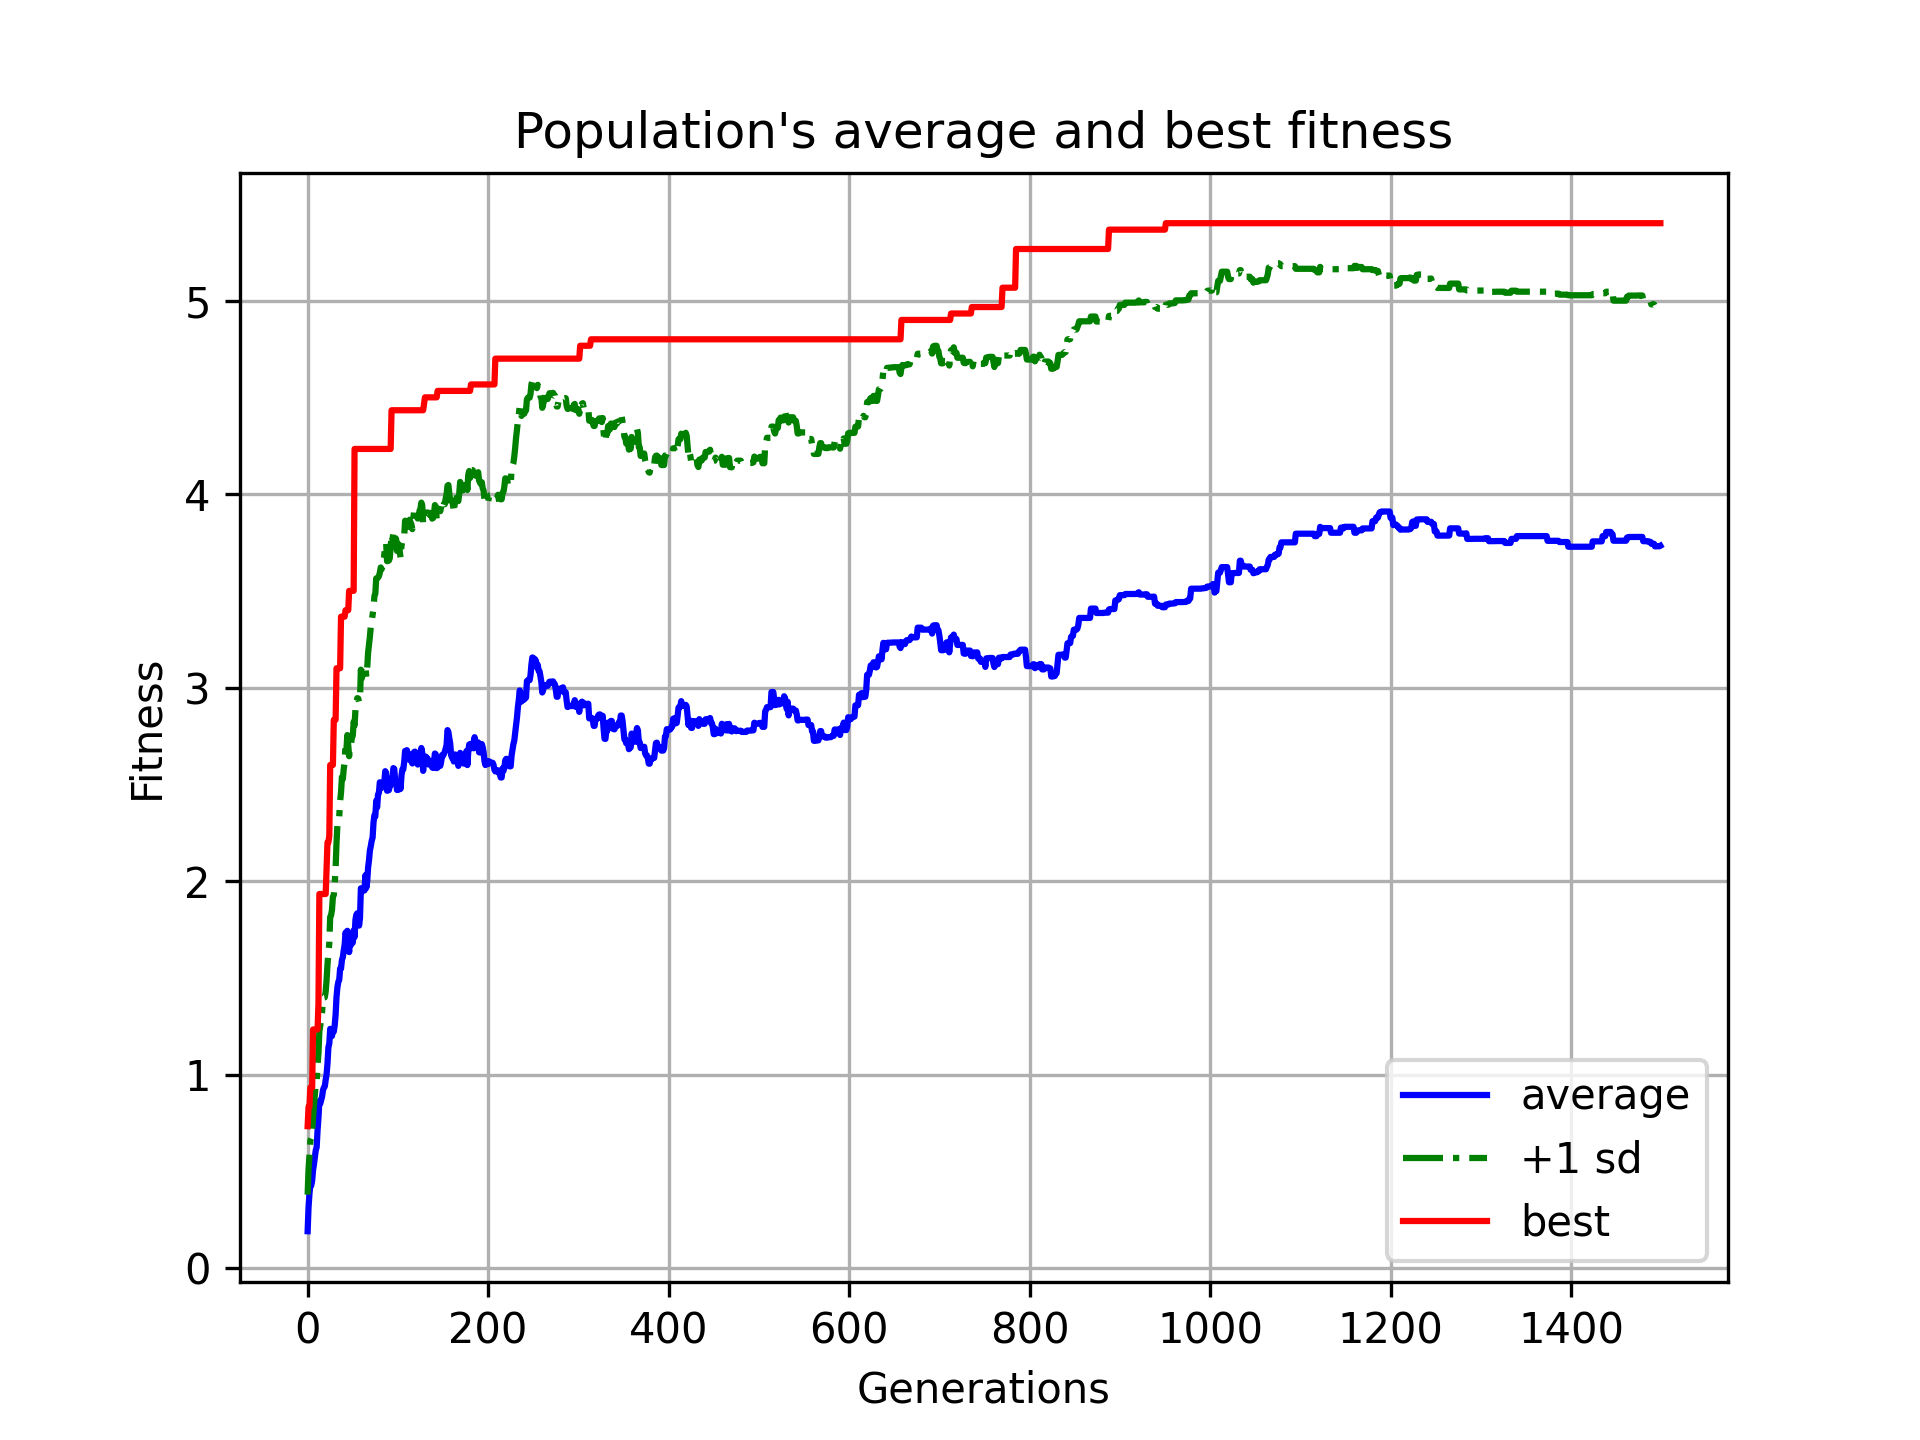 Population's average and best fitness
Fitness
5
4
3
2
1
0
average
+1 sd
best
0 200 400 600 800 1000 1200 1400
Generations